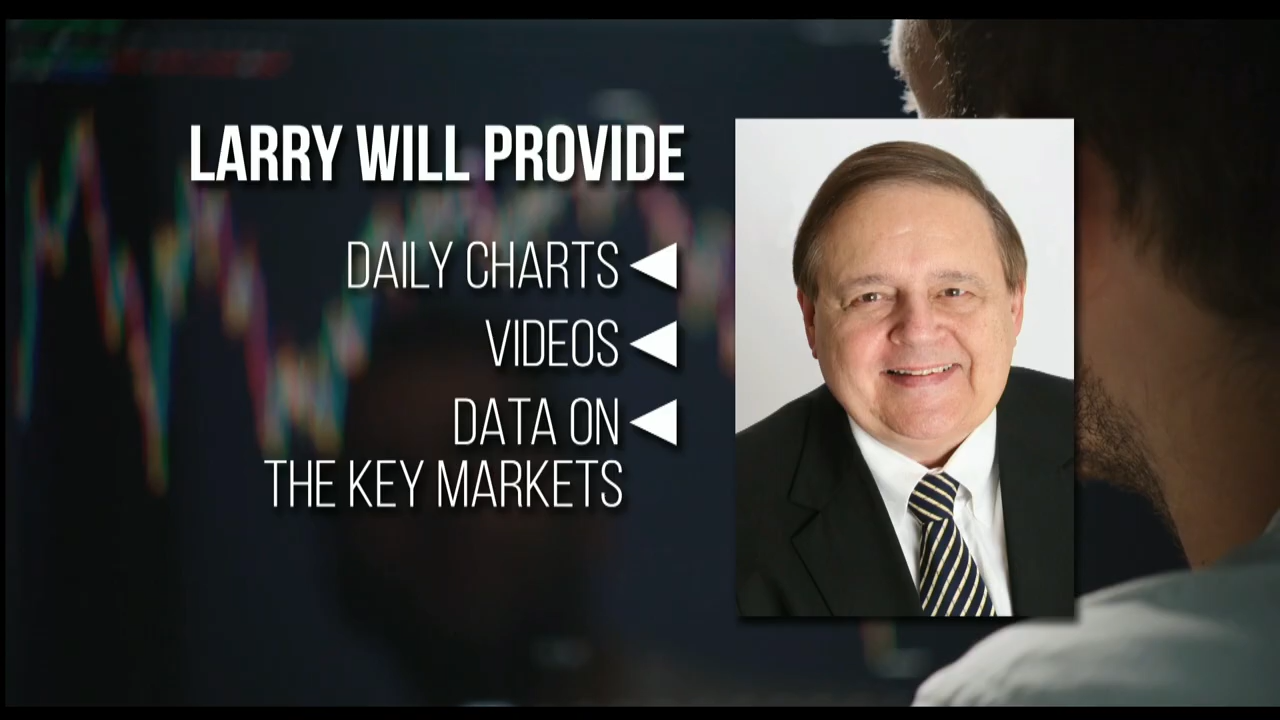 LARRY WILL PROVIDE
DAILY CHARTS
VIDEOS
DATA ON
THE KEY MARKETS